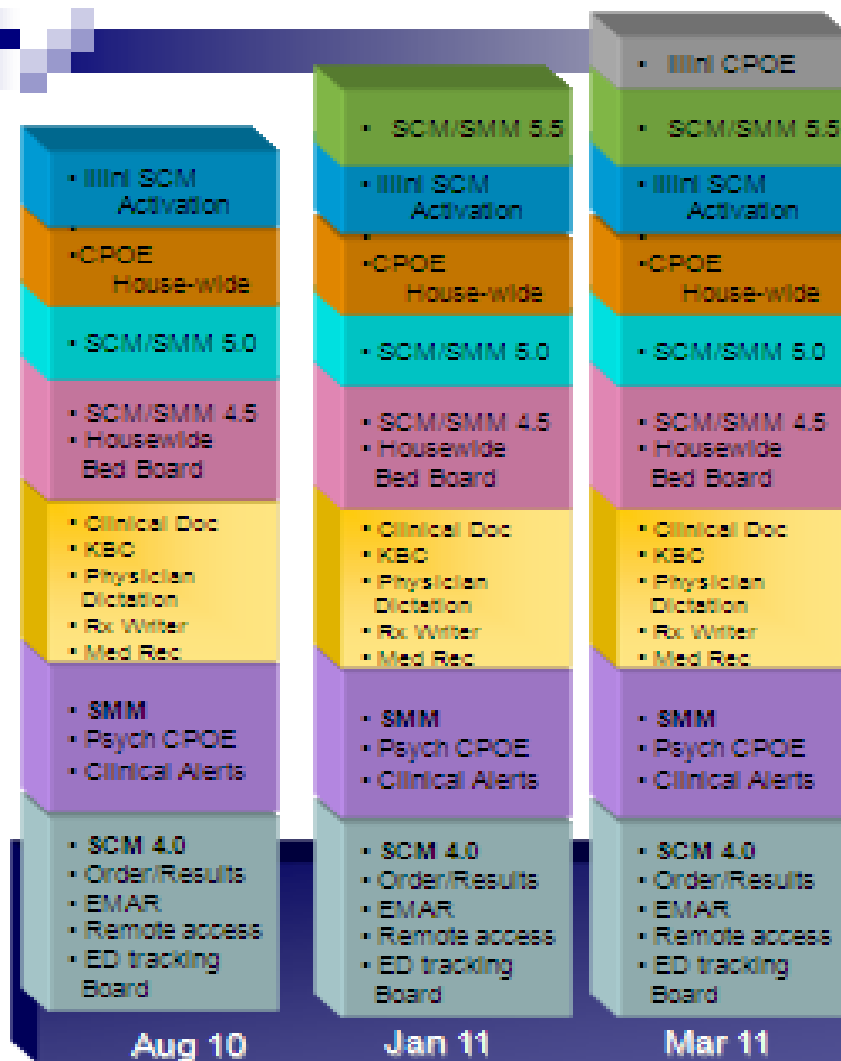 • Illini SCM
Activation
•
•CPOE
House-wide
• SCM/SMM 5.0
• SCM/SMM 4.5
• Housewide
Bed Board
• Clinical Doc
• KBC
• Physician
Dictation
• Rx Writer
• Med Rec
• SMM
• Psych CPOE
• Clinical Alerts
• SCM 4.0
• Order/Results
• EMAR
• Remote access
• ED tracking
Board
Aug 10
• SCM/SMM 5.5
• Illini SCM
Activation
•
•CPOE
House-wide
• SCM/SMM 5.0
• SCM/SMM 4.5
• Housewide
Bed Board
• Clinical Doc
• KBC
• Physician
Dictation
• Rx Writer
• Med Rec
• SMM
• Psych CPOE
• Clinical Alerts
• SCM 4.0
• Order/Results
• EMAR
• Remote access
• ED tracking
Board
Jan 11
• Illini CPOE
• SCM/SMM 5.5
• Illini SCM
Activation
•
•CPOE
House-wide
• SCM/SMM 5.0
• SCM/SMM 4.5
• Housewide
Bed Board
• Clinical Doc
• KBC
• Physician
Dictation
• Rx Writer
• Med Rec
• SMM
• Psych CPOE
• Clinical Alerts
• SCM 4.0
• Order/Results
• EMAR
• Remote access
• ED tracking
Board
Mar 11